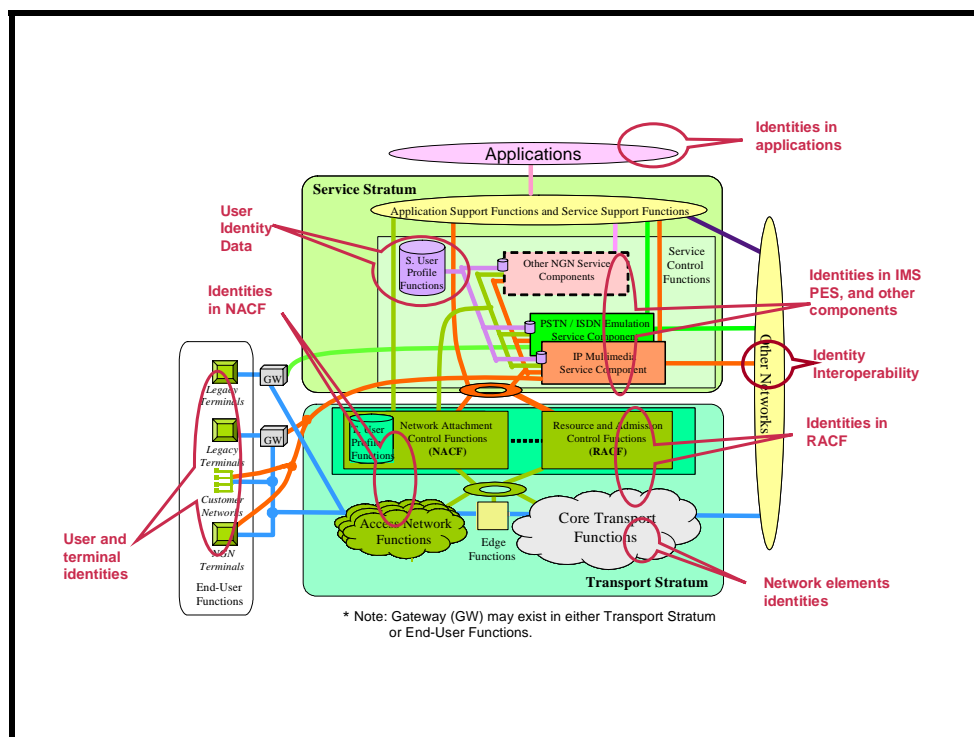 Identities in
applications
Applications
Service Stratum
User
Identity
Data
Application Support Functions and Service Support Functions
S. User
Profile
Functions
Other NGN Service
Components
Service
Control
Functions
Identities
in NACF
Identities in IMS
PES, and other
components
PSTN / ISDN Emulation
Service Component
IP Multimedia
Service Component
Other Networks
Identity
Interoperability
GW
Legacy
Terminals
GW
Legacy
Terminals
Customer
Networks
NGN
Terminals
End-User
Functions
T. User
Profile
Functions
Network Attachment
Control Functions
(NACF)
Resource and Admission
Control Functions
(RACF)
Identities in
RACF
Access Network
Functions
Edge
Functions
Core Transport
Functions
User and
terminal
identities
Transport Stratum
Network elements
identities
* Note: Gateway (GW) may exist in either Transport Stratum
or End-User Functions.